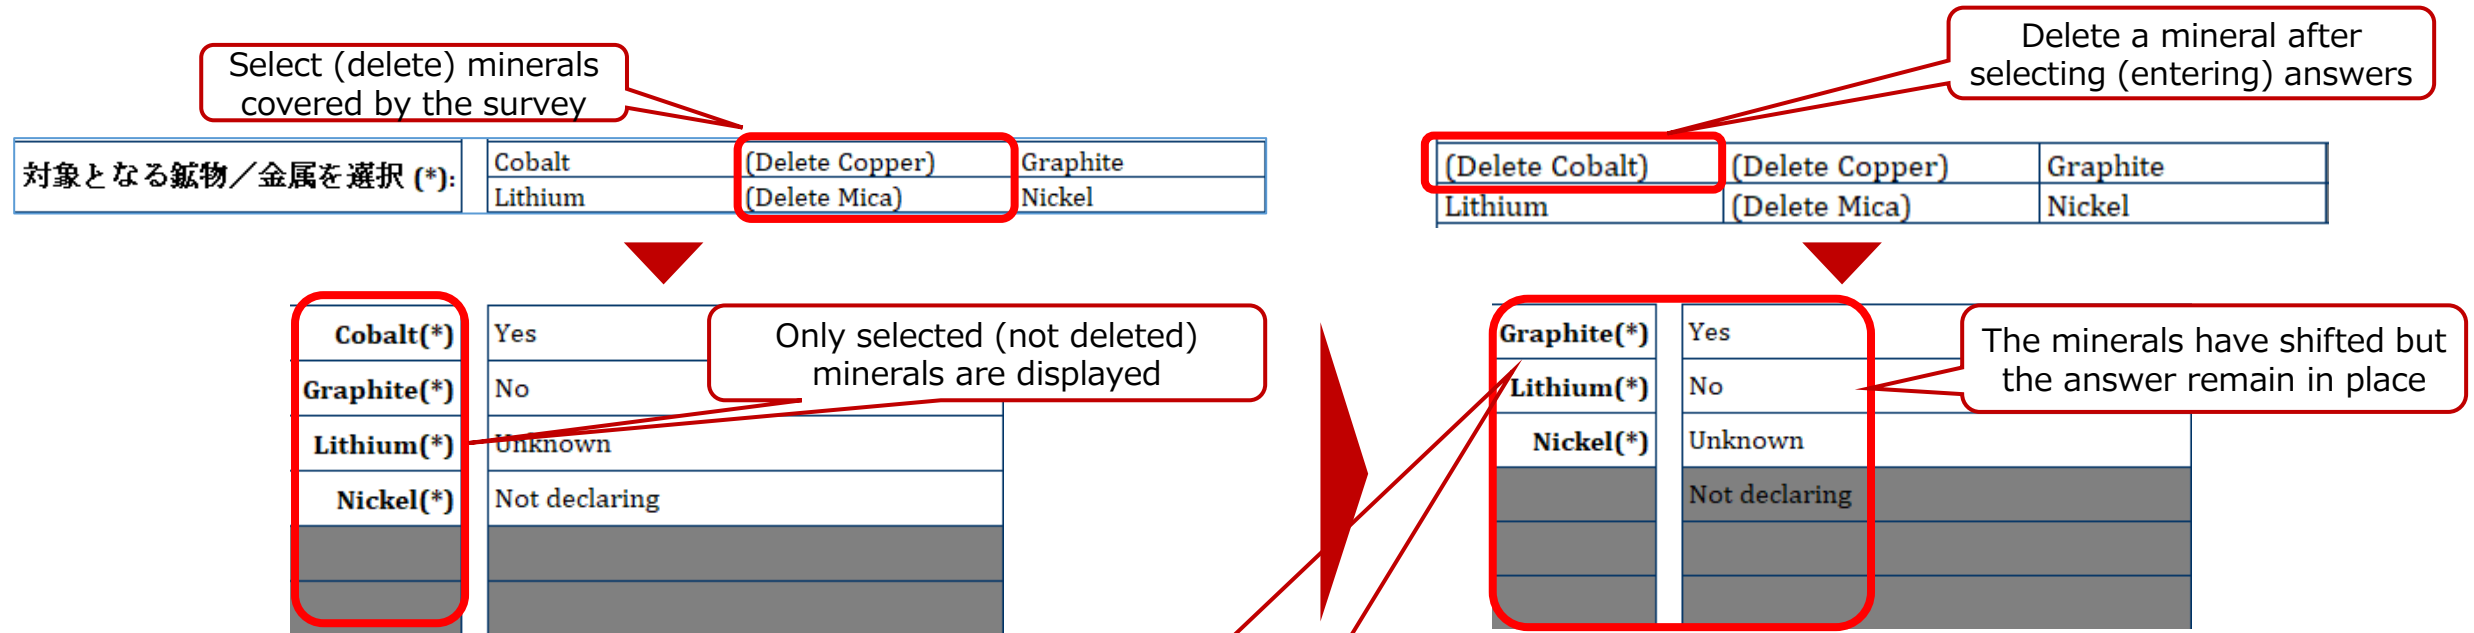 Select (delete) minerals
covered by the survey
対象となる鉱物／金属を選択 (*):
Cobalt (Delete Copper) Graphite
Lithium (Delete Mica) Nickel
Cobalt(*) Yes
Graphite(*) No
Lithium(*) Unknown
Nickel(*) Not declaring
Only selected (not deleted)
minerals are displayed
Delete a mineral after
selecting (entering) answers
(Delete Cobalt) (Delete Copper) Graphite
Lithium (Delete Mica) Nickel
Graphite(*) Yes
Lithium(*) No
Nickel(*) Unknown
Not declaring
The minerals have shifted but
the answer remain in place